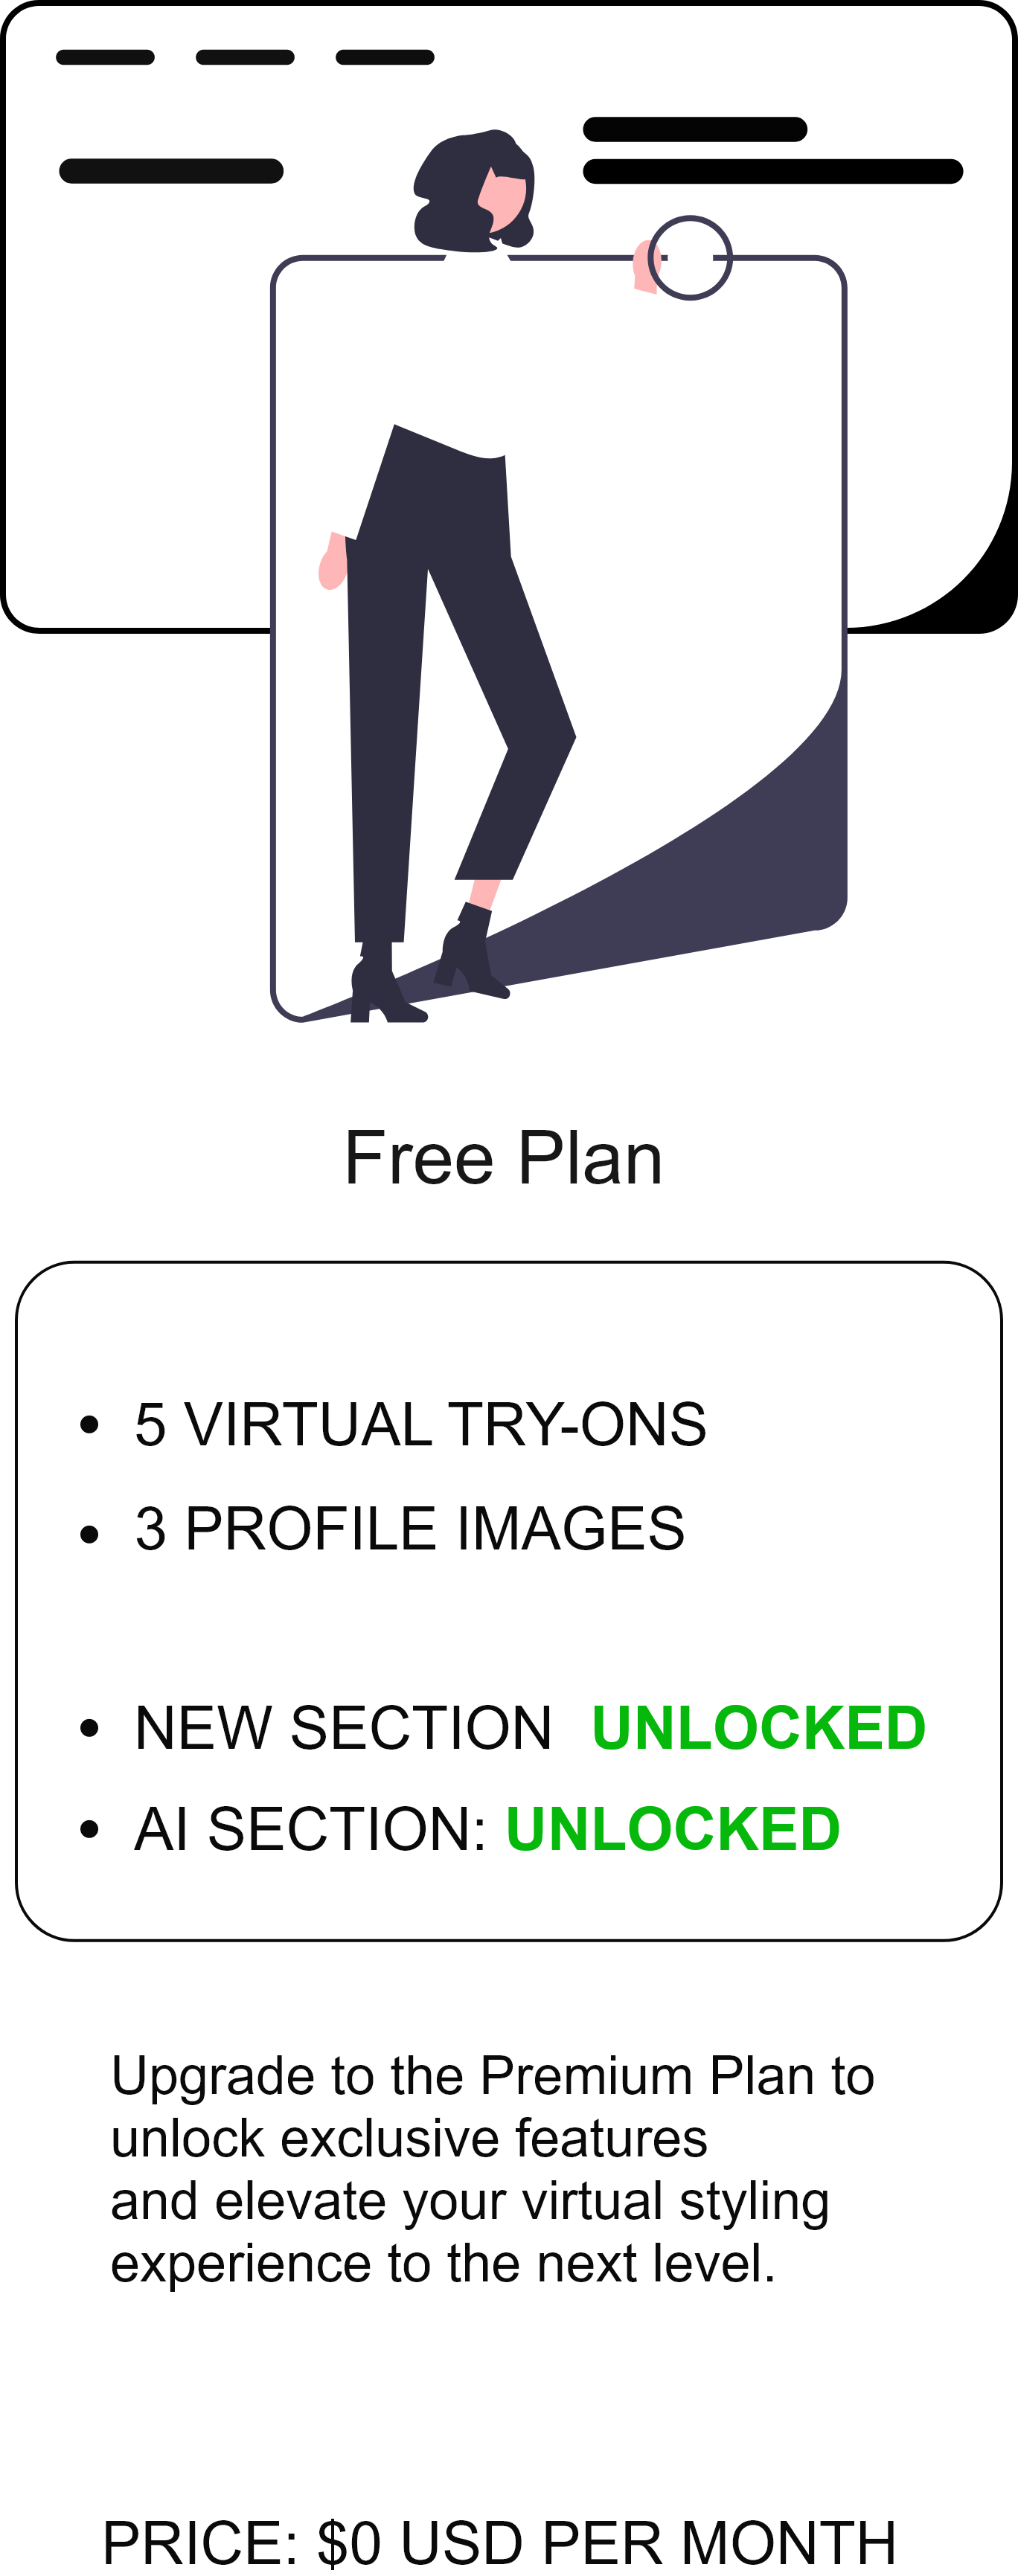 Free Plan
• 5 VIRTUAL TRY-ONS
• 3 PROFILE IMAGES
• NEW SECTION UNLOCKED
• AI SECTION: UNLOCKED
Upgrade to the Premium Plan to
unlock exclusive features
and elevate your virtual styling
experience to the next level.
PRICE: $0 USD PER MONTH